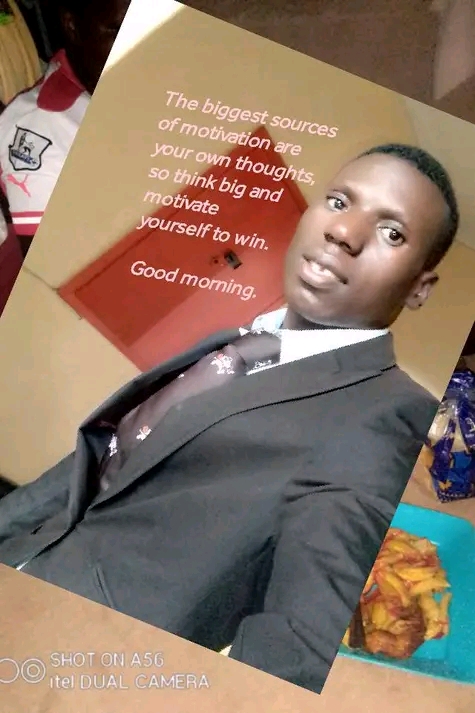 The biggest sources
of motivation are
your own thoughts,
so think big and
motivate
yourself to win.
Good morning.
SHOT ON A56
itel DUAL CAMERA